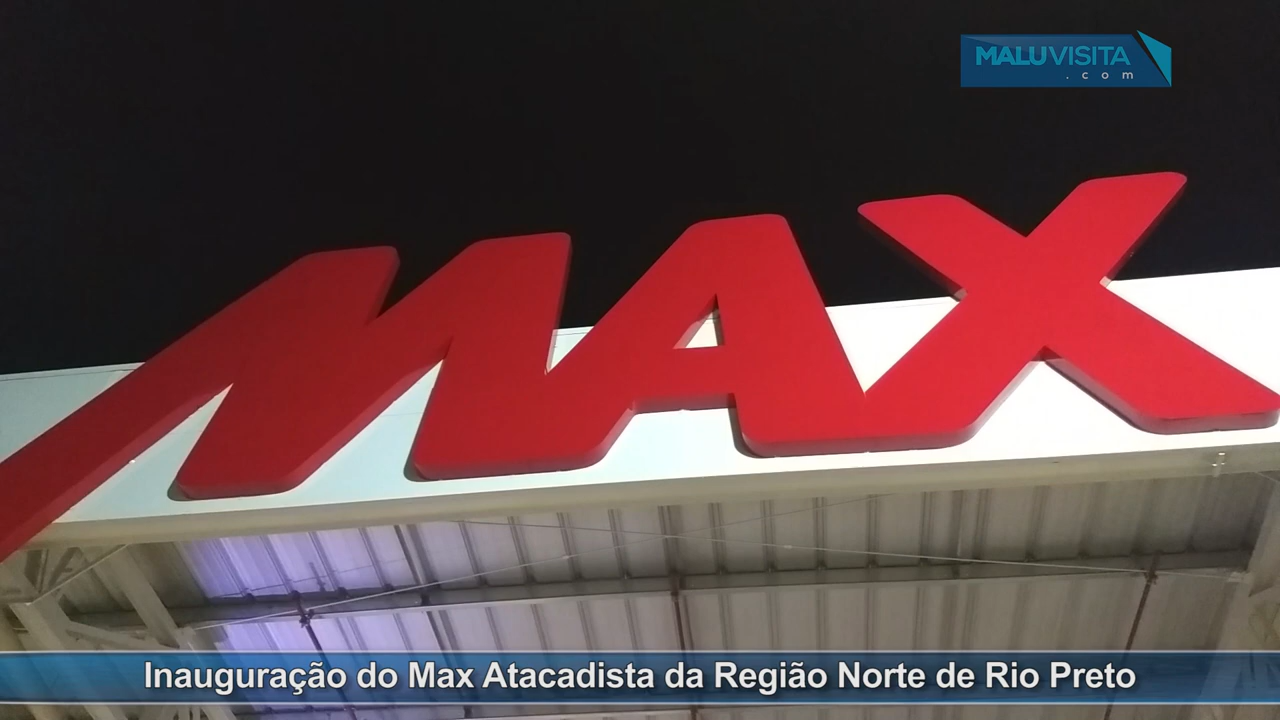 MALUVISITA
.com
MAX
Inauguração do Max Atacadista da Região Norte de Rio Preto